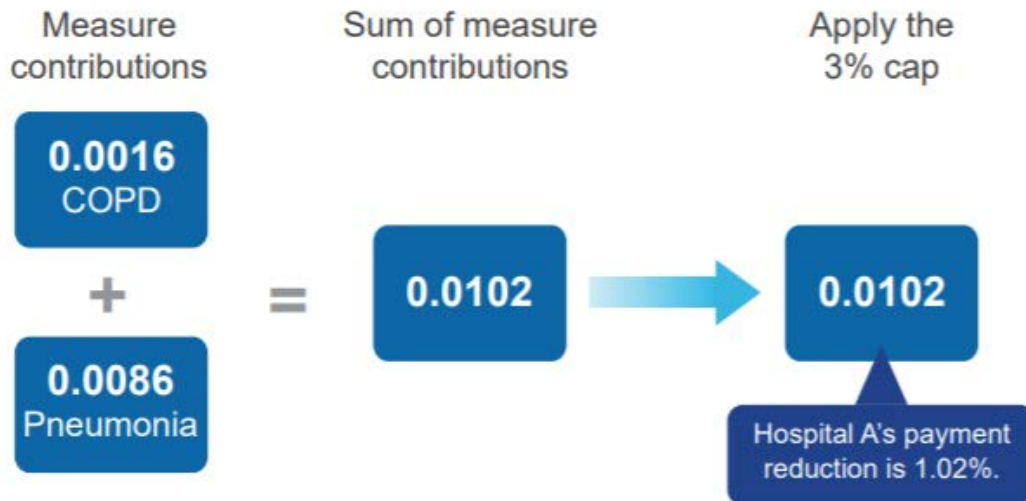 Measure
contributions
Sum of measure
contributions
Apply the
3% cap
0.0016
COPD
+
0.0086
Pneumonia
=
0.0102
0.0102
Hospital A's payment
reduction is 1.02%.